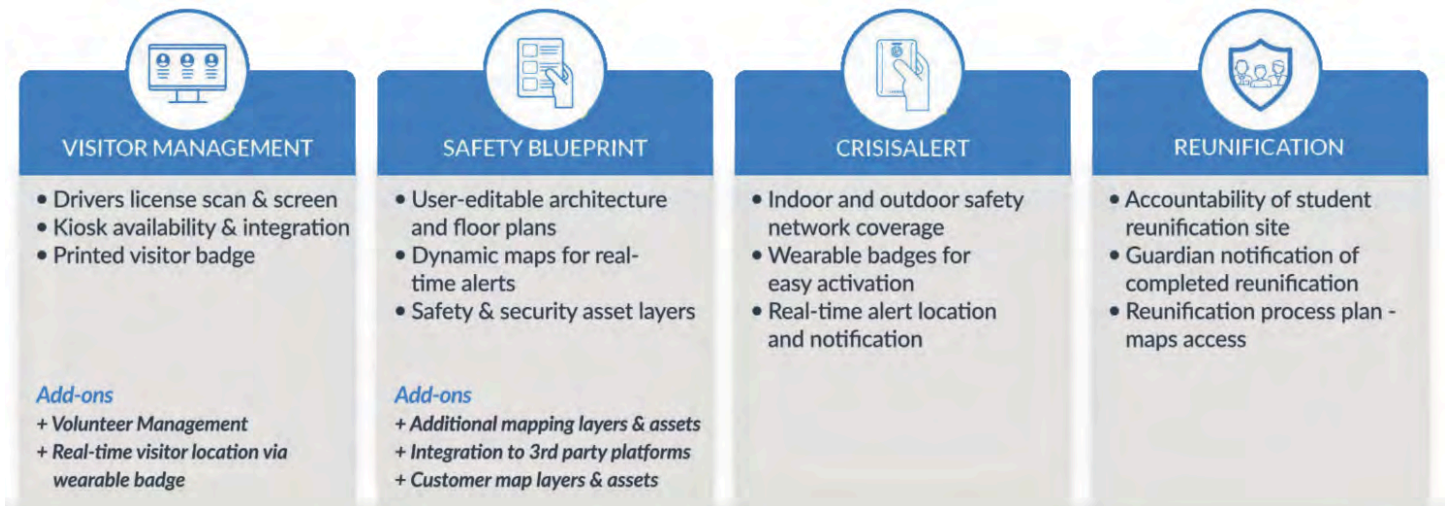 VISITOR MANAGEMENT
• Drivers license scan & screen
• Kiosk availability & integration
• Printed visitor badge
Add-ons
+ Volunteer Management
+ Real-time visitor location via
wearable badge
SAFETY BLUEPRINT
• User-editable architecture
and floor plans
• Dynamic maps for real-
time alerts
• Safety & security asset layers
Add-ons
+ Additional mapping layers & assets
+ Integration to 3rd party platforms
+ Customer map layers & assets
CRISISALERT
• Indoor and outdoor safety
network coverage
• Wearable badges for
easy activation
• Real-time alert location
and notification
REUNIFICATION
• Accountability of student
reunification site
• Guardian notification of
completed reunification
• Reunification process plan -
maps access